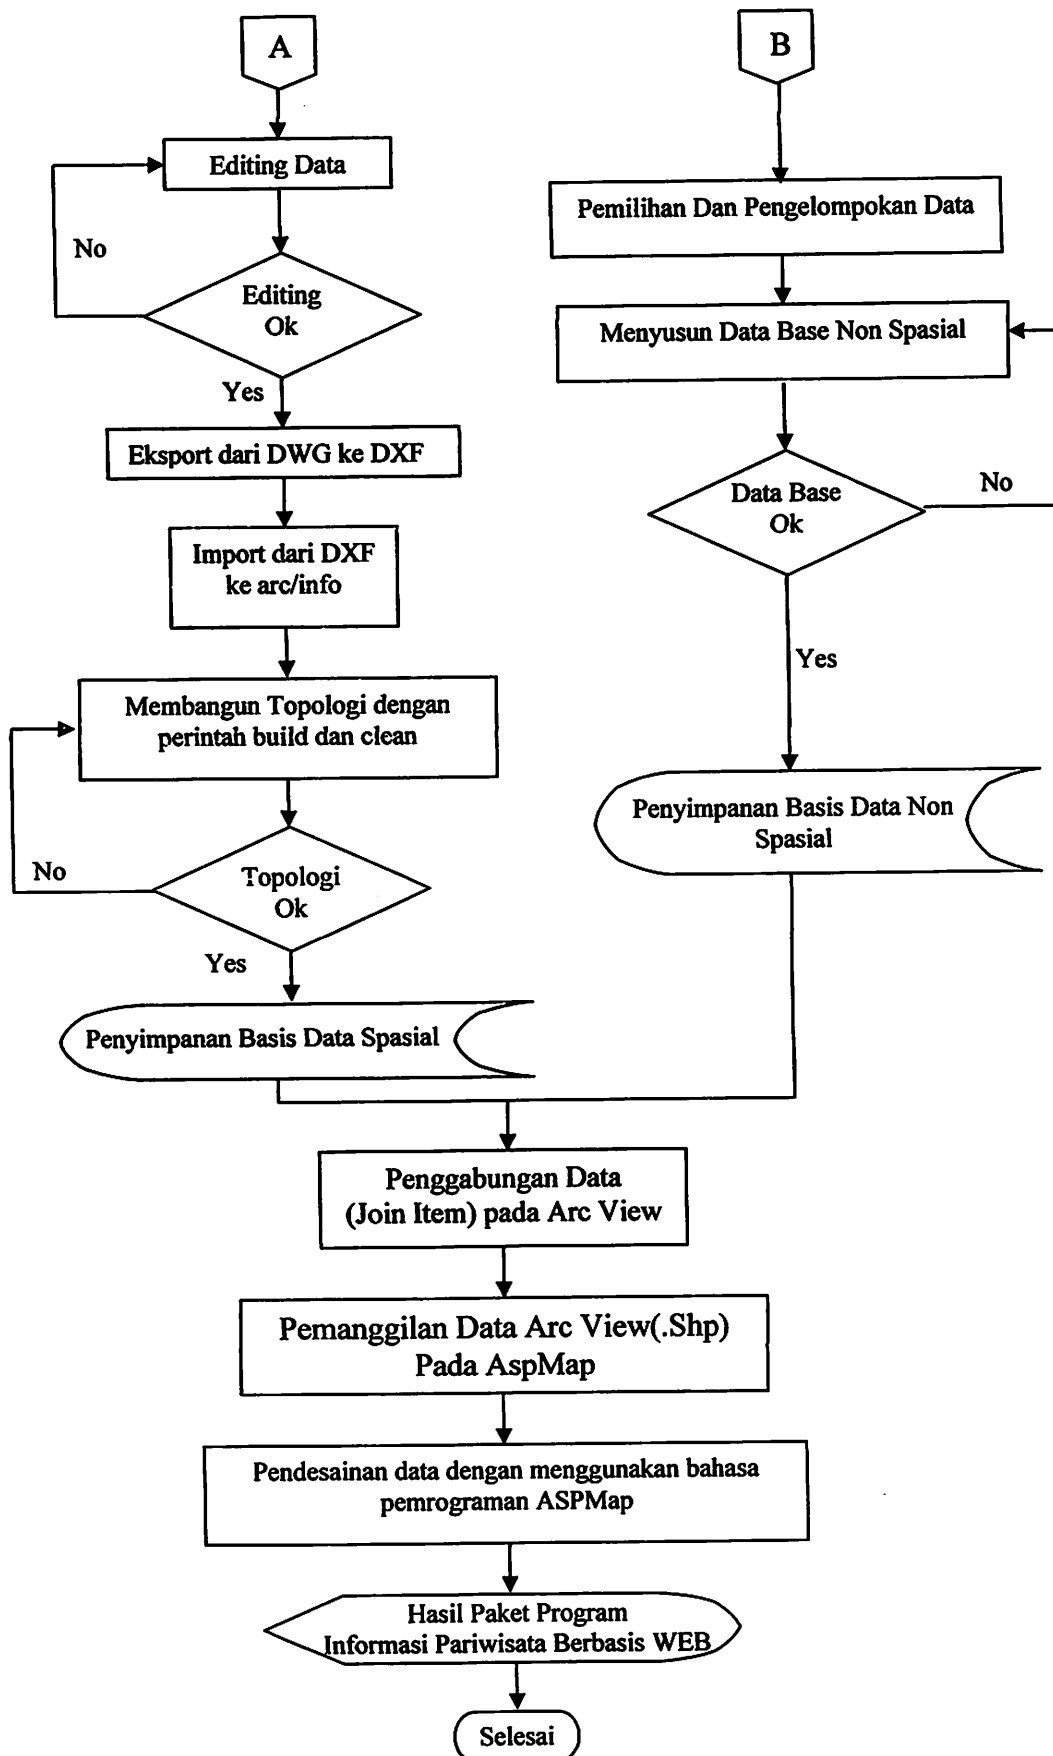 A
Editing Data
No
Editing
Ok
Yes
Eksport dari DWG ke DXF
Import dari DXF
ke arc/info
Membangun Topologi dengan
perintah build dan clean
No
Topologi
Ok
Yes
Penyimpanan Basis Data Spasial
B
Pemilihan Dan Pengelompokan Data
Menyusun Data Base Non Spasial
Data Base
Ok
No
Yes
Penyimpanan Basis Data Non
Spasial
Penggabungan Data
(Join Item) pada Arc View
Pemanggilan Data Arc View(.Shp)
Pada AspMap
Pendesainan data dengan menggunakan bahasa
pemrograman ASPMap
Hasil Paket Program
Informasi Pariwisata Berbasis WEB
Selesai